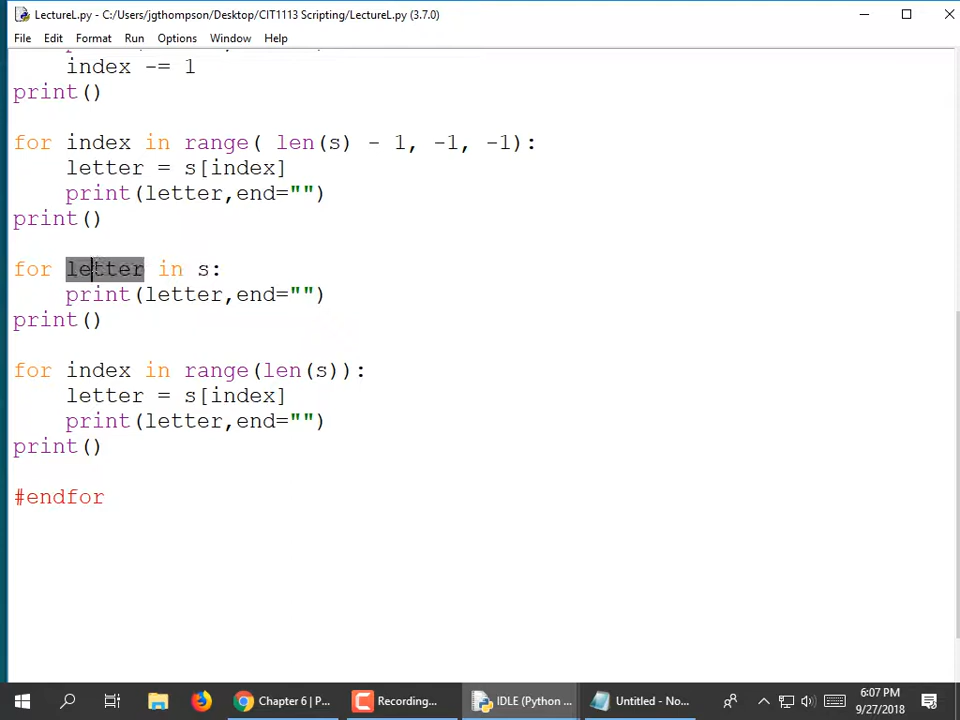 LectureL.py - C:/Users/jgthompson/Desktop/CIT1113 Scripting/LectureL.py (3.7.0)
File Edit Format Run Options Window Help
index -= 1
print()
for index in range( len(s) - 1, -1, -1):
letter = s[index]
print(letter,end="")
print()
for letter in s:
print(letter,end="")
print()
for index in range(len(s)):
letter = s[index]
print(letter,end="")
print()
#endfor
Chapter 6 | P... Recording... IDLE (Python ... Untitled - No... 6:07 PM
9/27/2018